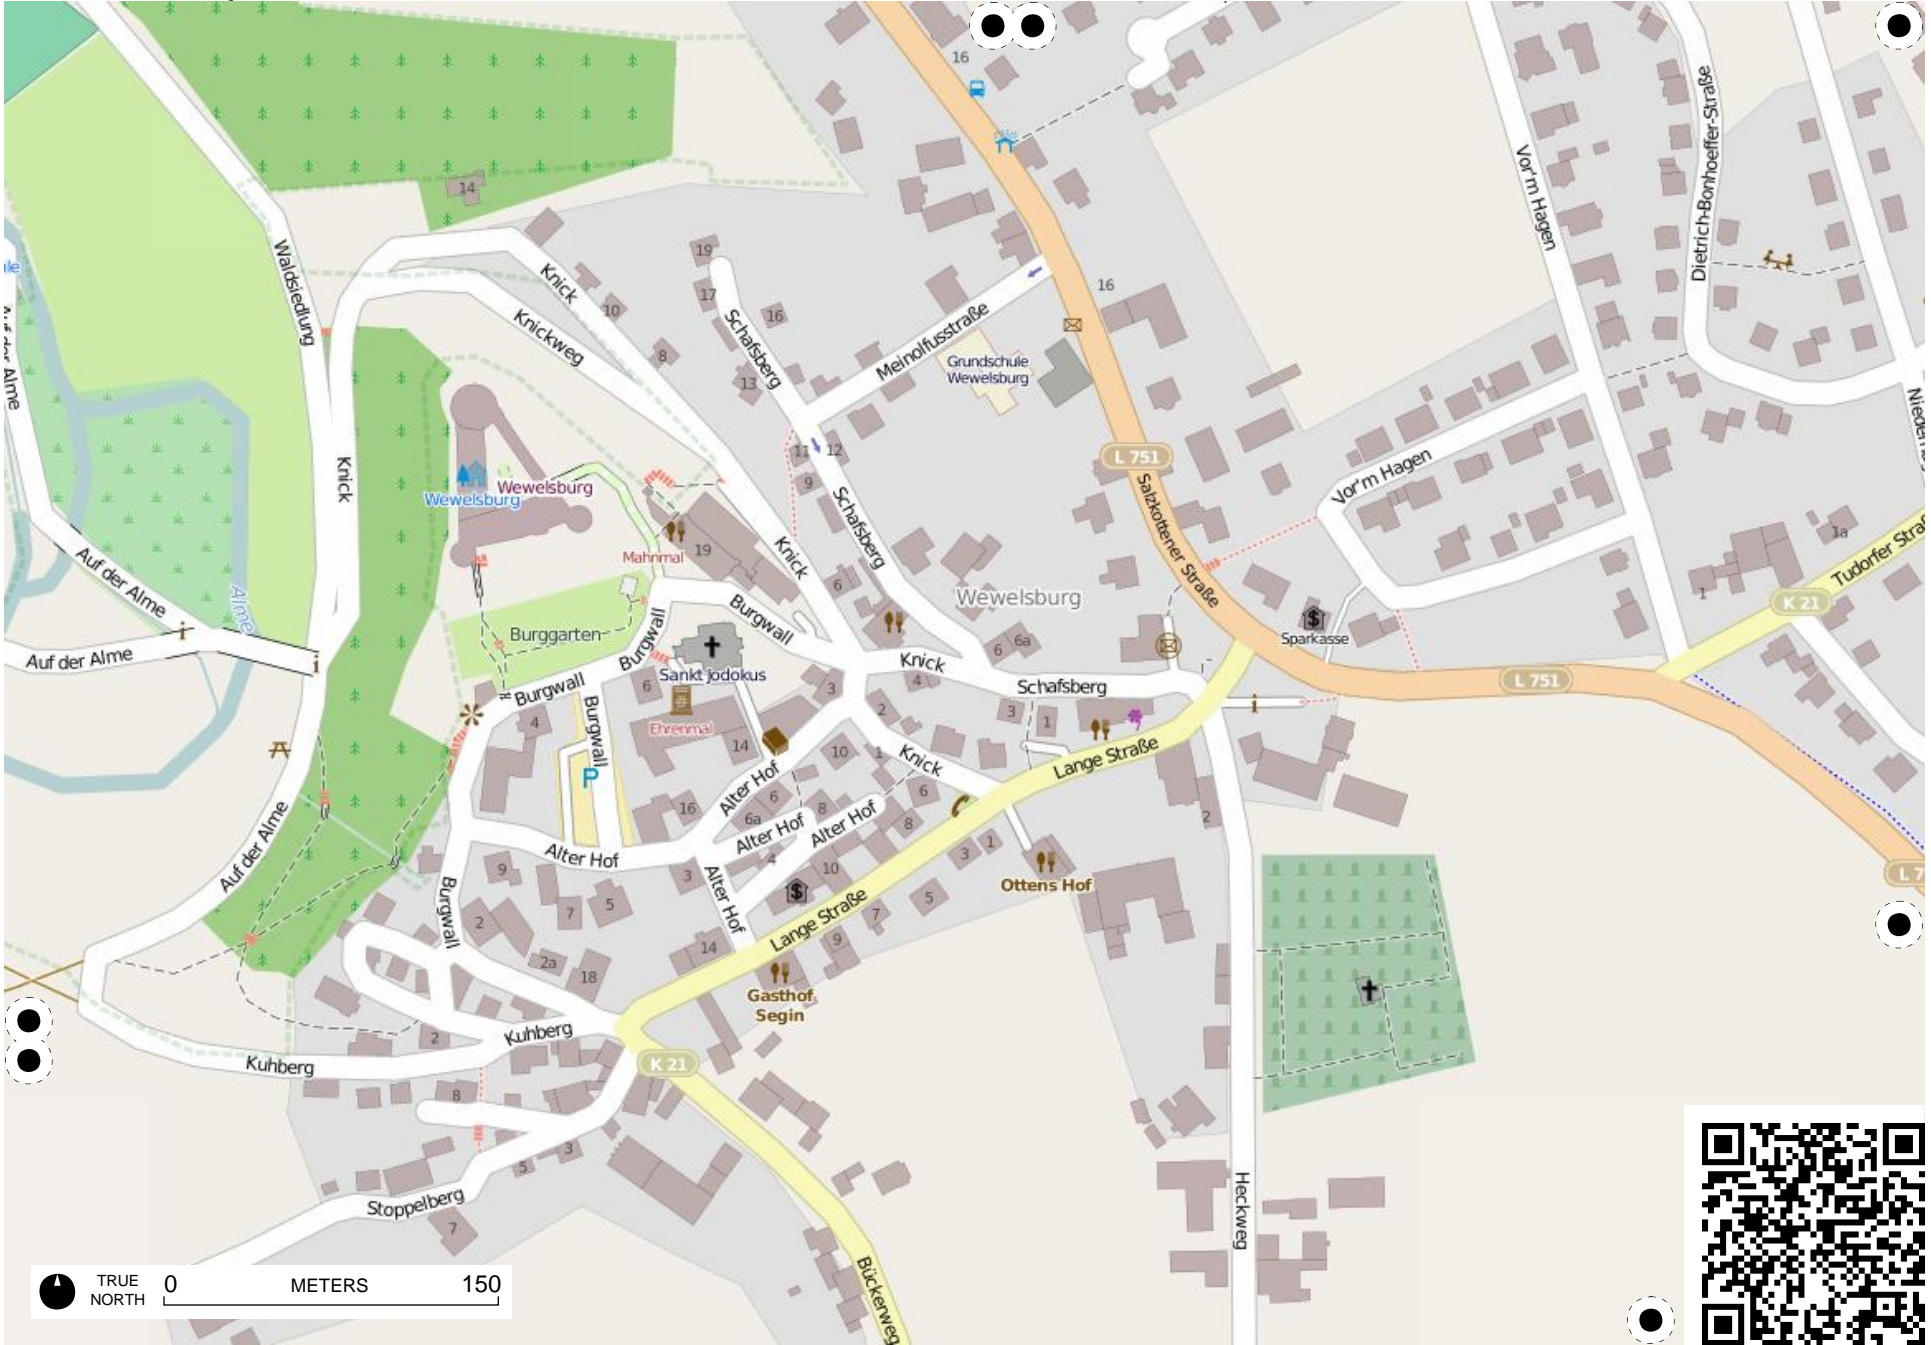 16
14
Waldsiedlung
Knick
10
Knickweg
8
19
17
16
Schafsberg
13
Meinolfusstraße
16
Grundschule
Wewelsburg
Vor'm Hagen
Dietrich-Bonhoeffer-Straße
Auf der Alme
Knick
Wewelsburg
Wewelsburg
11
12
9
Schafsberg
L 751
Salzkottener Straße
Vor'm Hagen
1a
Tudorfer
K 21
1
Mahnmal
19
Knick
6
Wewelsburg
Auf der Alme
Alme
Burggarten
Burgwall
Burgwall
Auf der Alme
Burgwall
Sankt Jodokus
6
Ehrenmal
3
Knick
4
6
6a
Sparkasse
Schafsberg
L 751
4
Burgwall
P
14
10
2
1
Knick
3
1
Lange Straße
16
Alter Hof
6
6a
8
Alter Hof
Alter Hof
6
8
2
Auf der Alme
Alter Hof
9
3
4
10
3
1
Ottens Hof
Burgwall
2
7
5
Alter Hof
Lange Straße
7
5
9
14
2a
18
Gasthof
Segin
2
Kuhberg
Kuhberg
K 21
8
3
5
Stoppelberg
7
Heckweg
Bückerweg
TRUE
NORTH
0
METERS
150